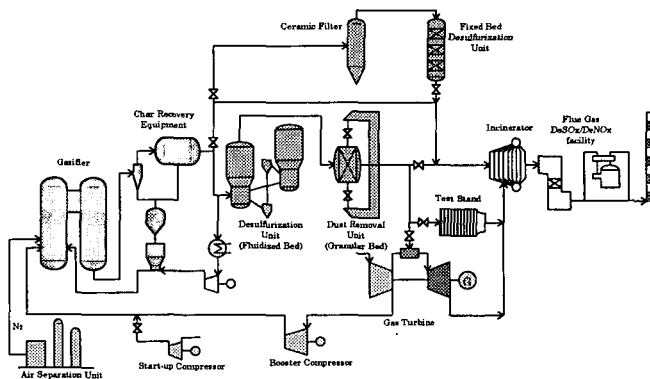 Ceramic Filter
Fixed Bed
Desulfurization
Unit
Char Recovery
Equipment
Gasifier
Incinerator
Flue Gas
DeSOx/DeNOx
facility
Test Stand
Desulfurization
Unit
(Fluidized Bed)
Dust Removal
Unit
(Granular Bed)
G
Gas Turbine
N2
Air Separation Unit
Start-up Compressor
Booster Compressor